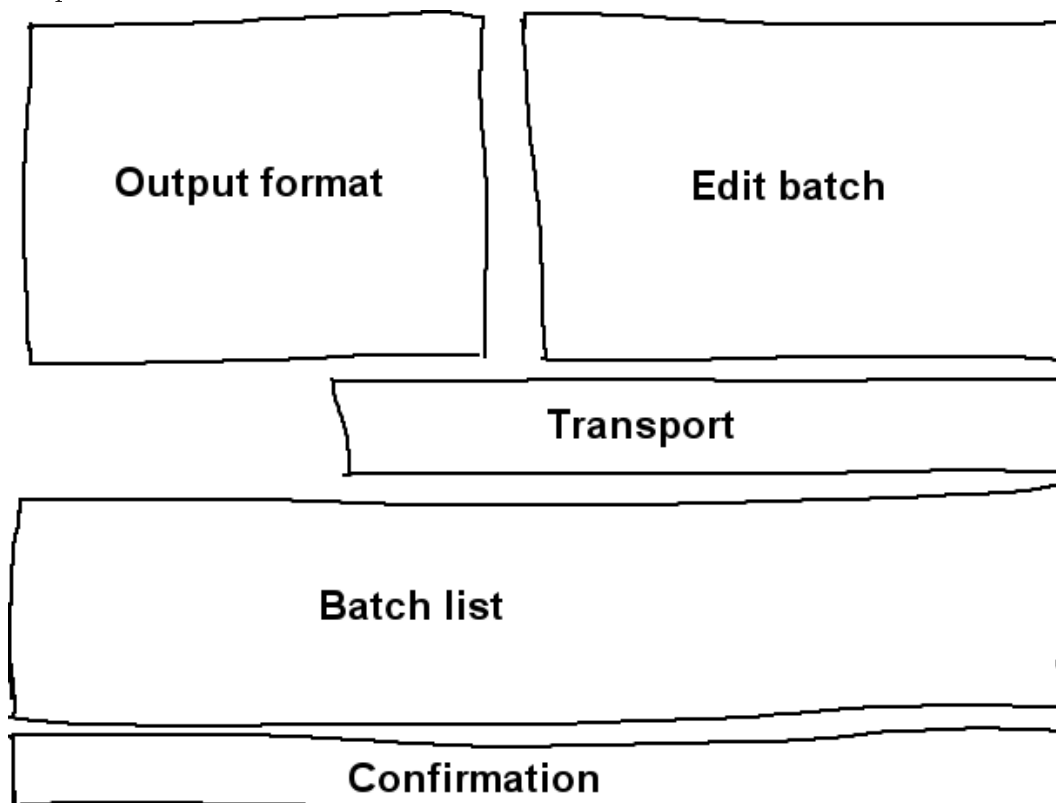 Output format
Edit batch
Transport
Batch list
Confirmation